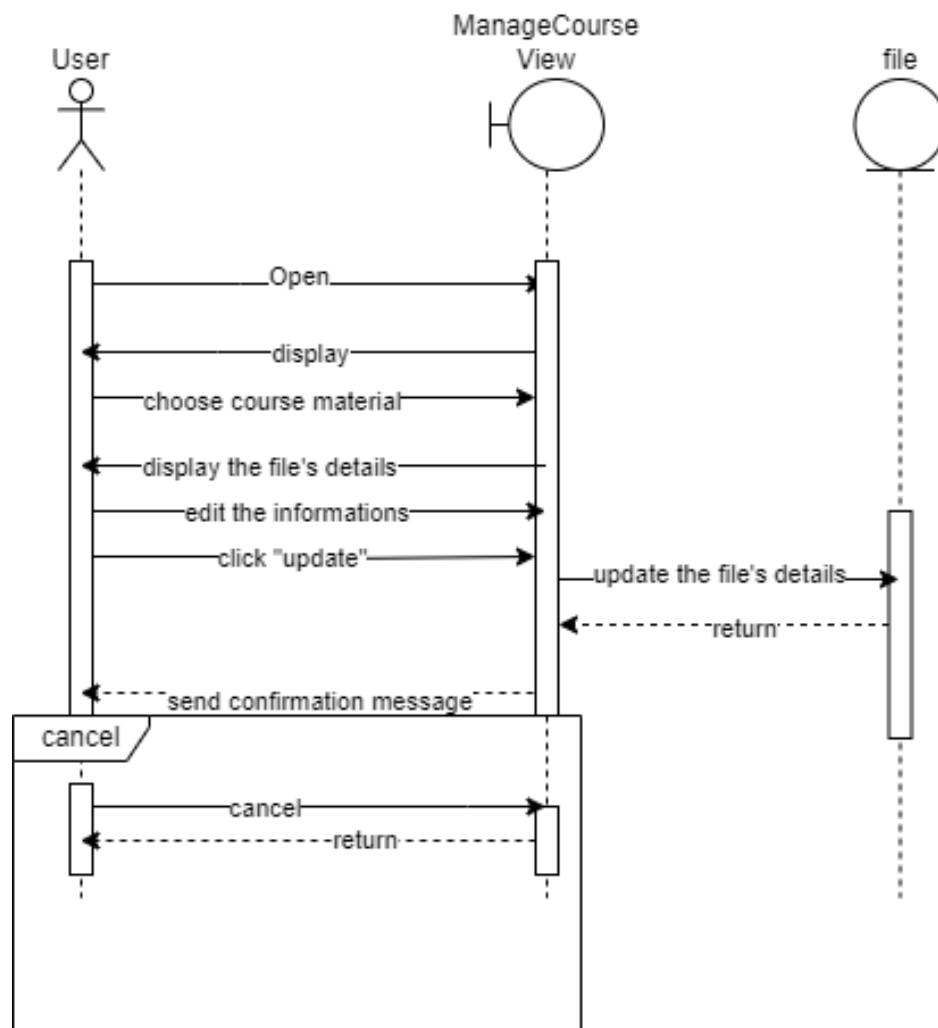 ManageCourse
User
View
file
Open
display
choose course material
display the file's details
edit the informations
click "update"
update the file's details
return
send confirmation message
cancel
cancel
return